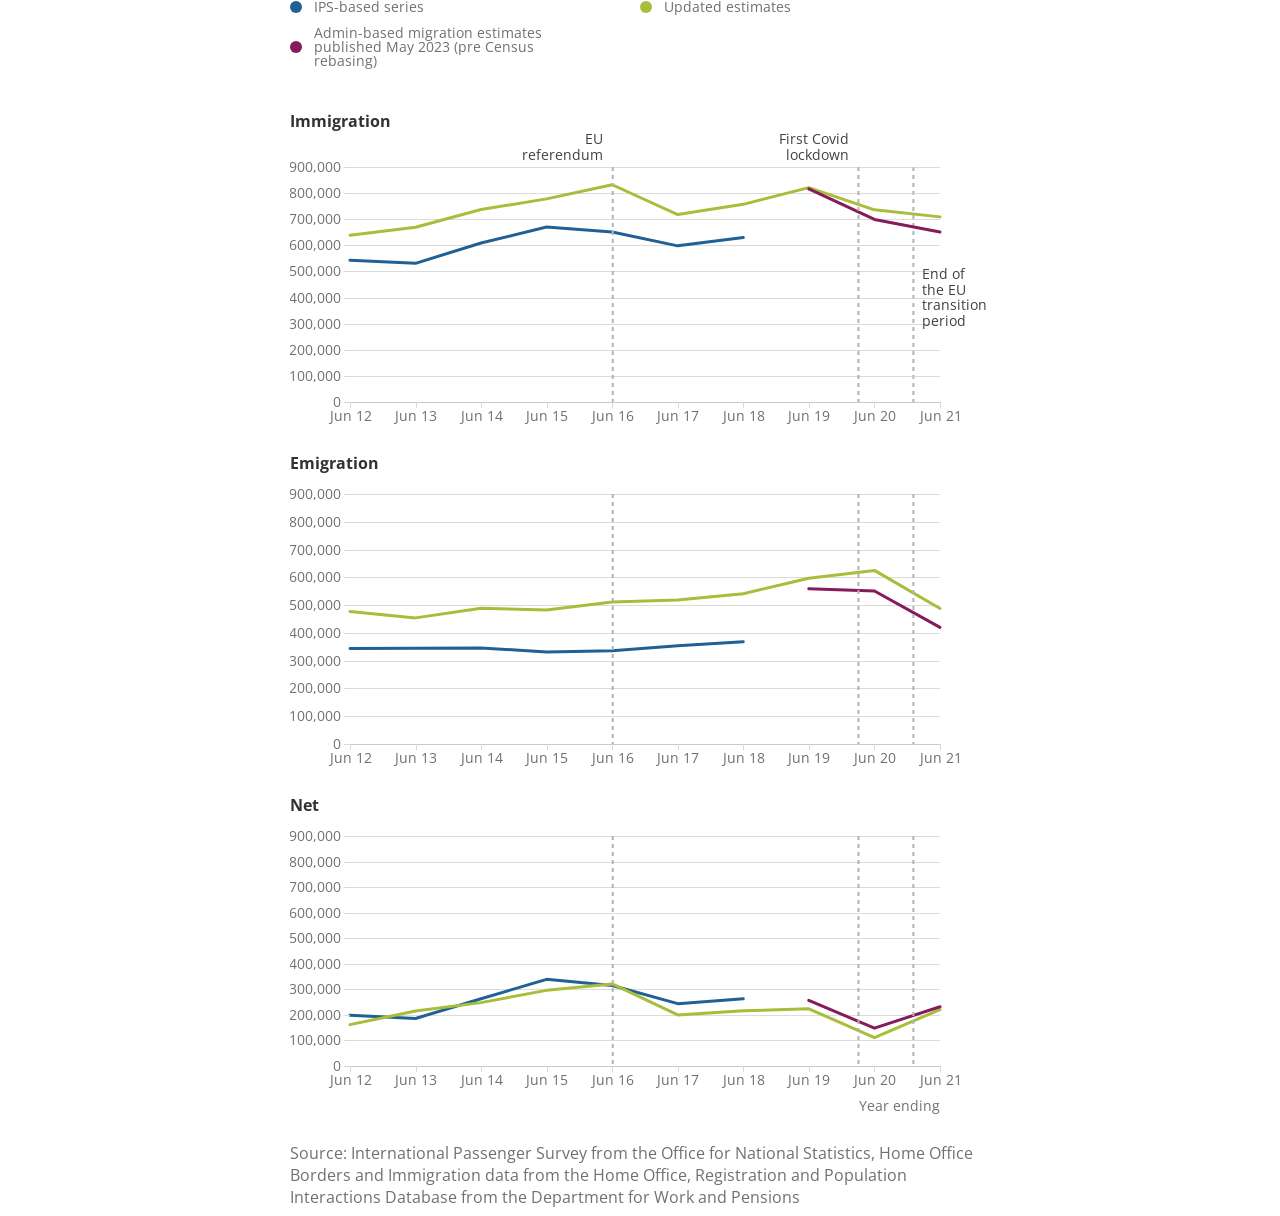 IPS-based series
Updated estimates
Admin-based migration estimates
published May 2023 (pre Census
rebasing)
Immigration
EU
referendum
First Covid
lockdown
900,000
800,000
700,000
600,000
500,000
400,000
300,000
200,000
100,000
0
End of
the EU
transition
period
Jun 12 Jun 13 Jun 14 Jun 15 Jun 16 Jun 17 Jun 18 Jun 19 Jun 20 Jun 21
Emigration
900,000
800,000
700,000
600,000
500,000
400,000
300,000
200,000
100,000
0
Jun 12 Jun 13 Jun 14 Jun 15 Jun 16 Jun 17 Jun 18 Jun 19 Jun 20 Jun 21
Net
900,000
800,000
700,000
600,000
500,000
400,000
300,000
200,000
100,000
0
Jun 12 Jun 13 Jun 14 Jun 15 Jun 16 Jun 17 Jun 18 Jun 19 Jun 20 Jun 21
Year ending
Source: International Passenger Survey from the Office for National Statistics, Home Office
Borders and Immigration data from the Home Office, Registration and Population
Interactions Database from the Department for Work and Pensions